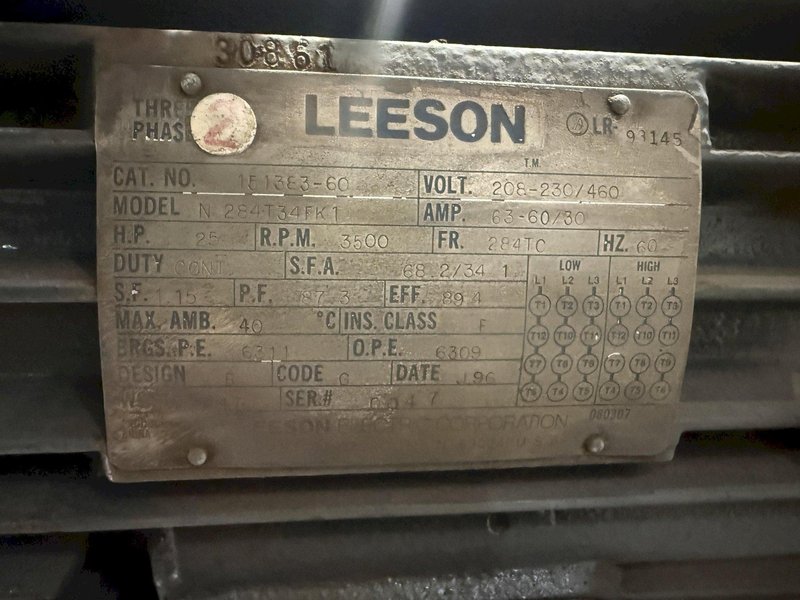 30861
THREE PHASE 2 LEESON T.M. LR-93145
CAT. NO. VOLT. 208-230/460
MODEL N 284T34FK1 AMP. 63-60/30
H.P. 25 R.P.M. 3500 FR. 284TC HZ. 60
DUTY CONT. S.F.A. 68.2/34.1
S.F. 1.15 P.F. 87.3 EFF. 89.4
MAX. AMB. 40 °C INS. CLASS F
BRGS. P.E. 6311 O.P.E. 6309
DESIGN CODE G DATE J96
SER.#
LEESON ELECTRIC CORPORATION 080307
U.S.A.
LOW HIGH
L1 L2 L3 L1 L2 L3
T1 T2 T3 T1 T2 T3
T12 T10 T11 T12 T10 T11
T7 T8 T9 T7 T8 T9
T6 T4 T5 T4 T5 T6